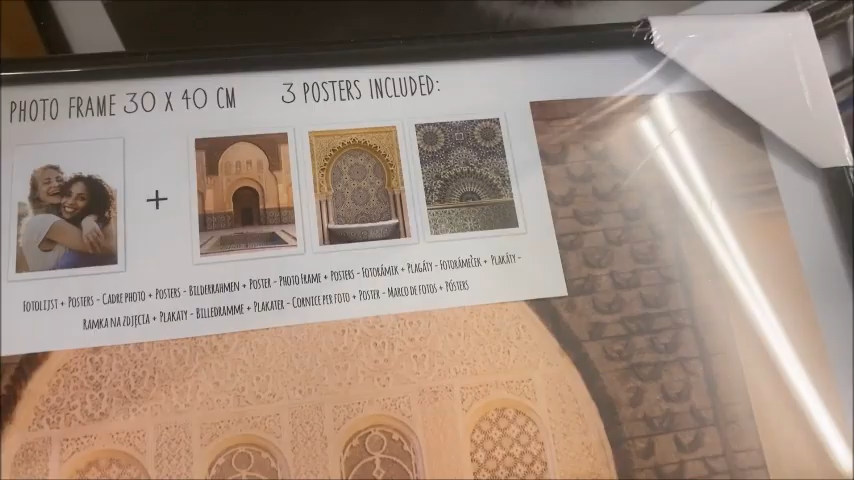 PHOTO FRAME 30 X 40 CM
3 POSTERS INCLUDED:
+
FOTOLIJST + POSTERS - CADRE PHOTO + POSTERS - BILDERRAHMEN + POSTER - PHOTO FRAME + POSTERS - FOTORÁMIK + PLAGÁTY - FOTORÁMEČEK + PLAKÁTY -
RAMKA NA ZDJĘCIA + PLAKATY - BILLEDRAMME + PLAKATER - CORNICE PER FOTO + POSTER - MARCO DE FOTOS + PÓSTERS